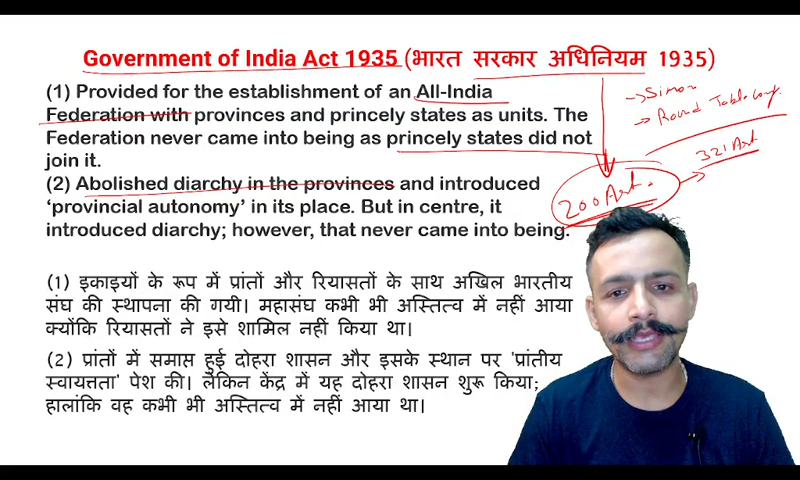 Government of India Act 1935 (भारत सरकार अधिनियम 1935)
(1) Provided for the establishment of an All-India
Federation with provinces and princely states as units. The
Federation never came into being as princely states did not
join it.
(2) Abolished diarchy in the provinces and introduced
‘provincial autonomy’ in its place. But in centre, it
introduced diarchy; however, that never came into being.
→ Simon
→ Round Table conf.
321 Art
200 Art.
(1) इकाइयों के रूप में प्रांतों और रियासतों के साथ अखिल भारतीय
संघ की स्थापना की गयी। महासंघ कभी भी अस्तित्व में नहीं आया
क्योंकि रियासतों ने इसे शामिल नहीं किया था।
(2) प्रांतों में समाप्त हुई दोहरा शासन और इसके स्थान पर 'प्रांतीय
स्वायत्तता' पेश की। लेकिन केंद्र में यह दोहरा शासन शुरू किया;
हालांकि वह कभी भी अस्तित्व में नहीं आया था।